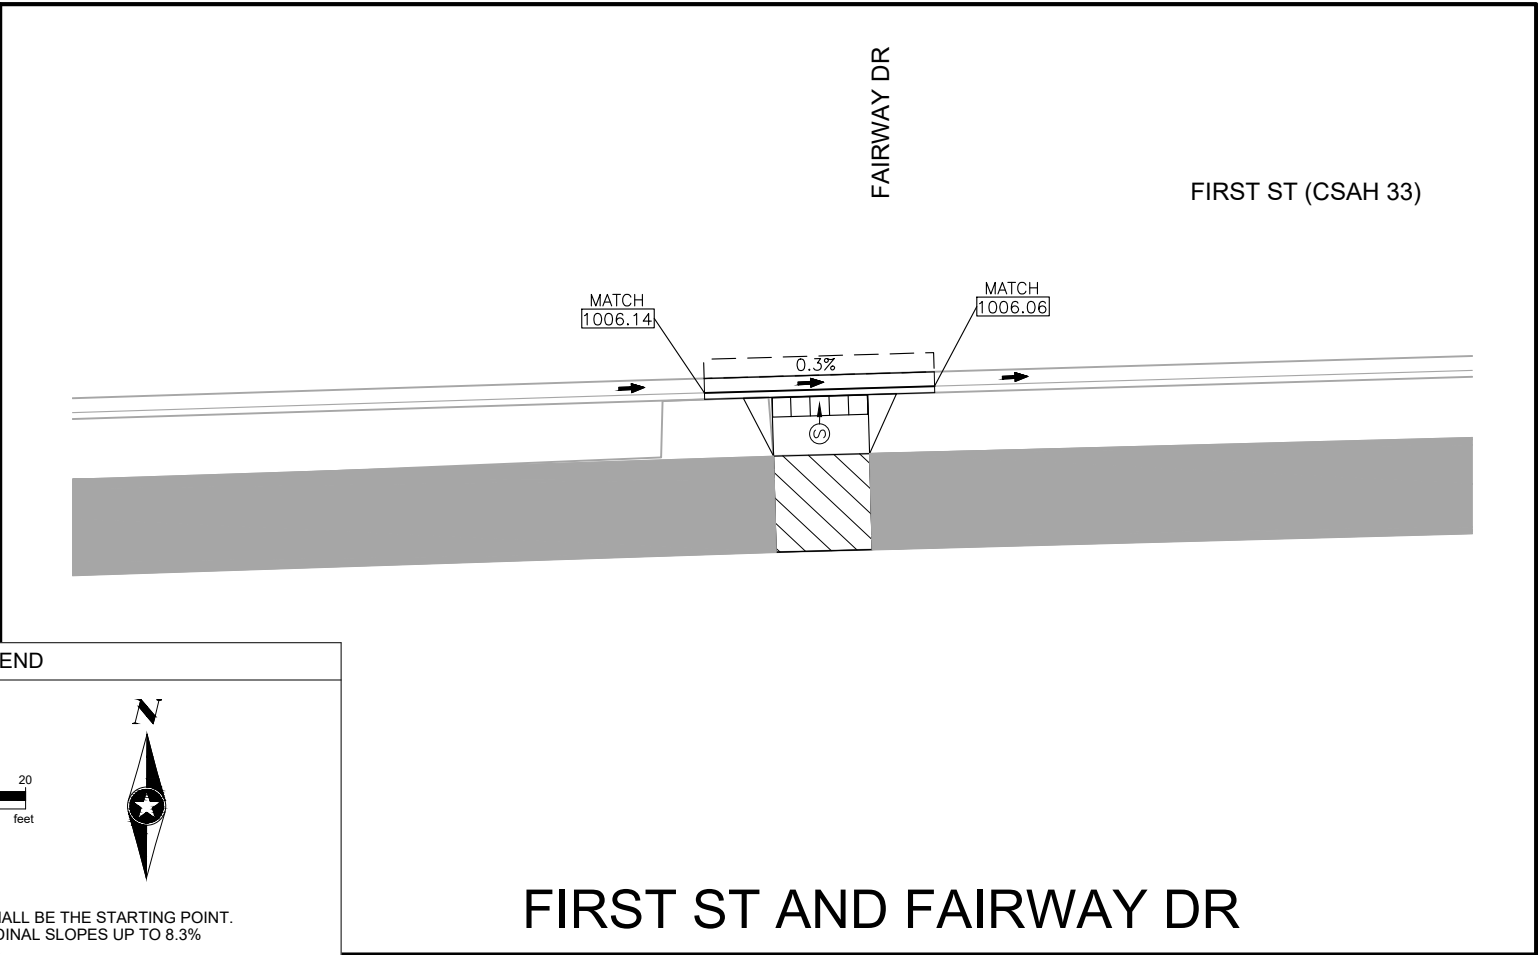 FAIRWAY DR
FIRST ST (CSAH 33)
MATCH
1006.14
MATCH
1006.06
0.3%
S
END
N
20
feet
HALL BE THE STARTING POINT.
DINAL SLOPES UP TO 8.3%
FIRST ST AND FAIRWAY DR